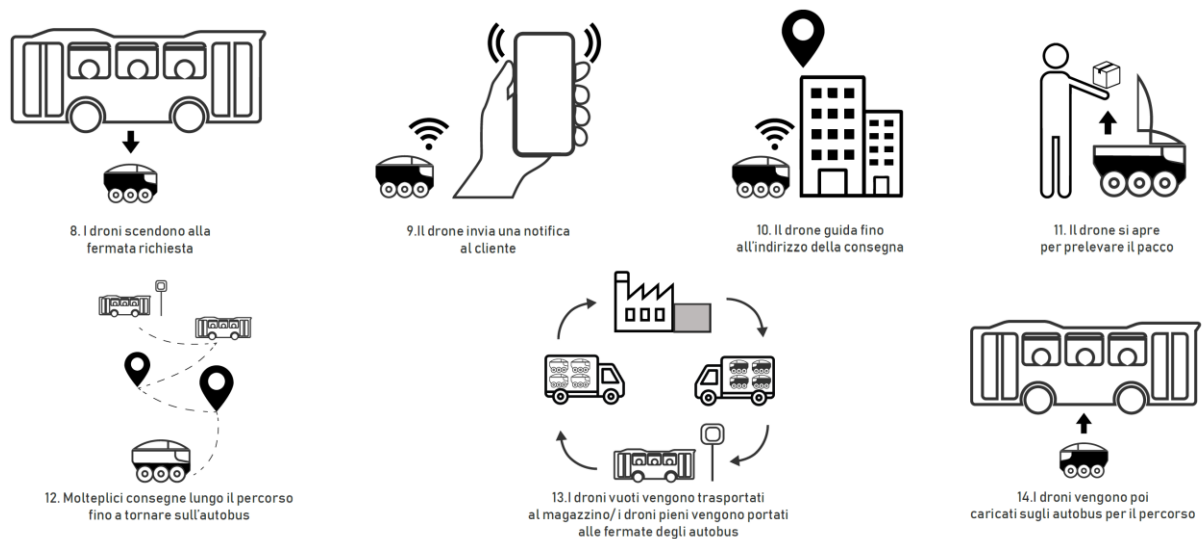 8. I droni scendono alla
fermata richiesta
9.Il drone invia una notifica
al cliente
10. Il drone guida fino
all'indirizzo della consegna
11. Il drone si apre
per prelevare il pacco
12. Molteplici consegne lungo il percorso
fino a tornare sull'autobus
13.I droni vuoti vengono trasportati
al magazzino/ i droni pieni vengono portati
alle fermate degli autobus
14.I droni vengono poi
caricati sugli autobus per il percorso